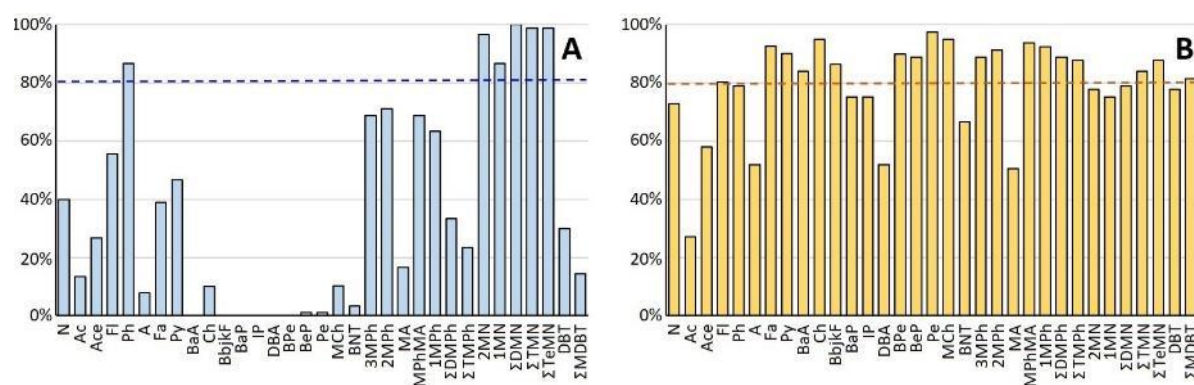 100%
80%
60%
40%
20%
0%
A
N
Ac
Ace
Fl
Ph
A
Fa
Py
BaA
Ch
BbjkF
BaP
IP
DBA
BPe
BeP
Pe
MCh
BNT
3MPh
2MPh
MA
MPhMA
1MPh
ΣDMPh
ΣTMPh
2MN
1MN
ΣDMN
ΣTMN
ΣTeMN
DBT
ΣMDBT
100%
80%
60%
40%
20%
0%
B
N
Ac
Ace
Fl
Ph
A
Fa
Py
BaA
Ch
BbjkF
BaP
IP
DBA
BPe
BeP
Pe
MCh
BNT
3MPh
2MPh
MA
MPhMA
1MPh
ΣDMPh
ΣTMPh
2MN
1MN
ΣDMN
ΣTMN
ΣTeMN
DBT
ΣMDBT